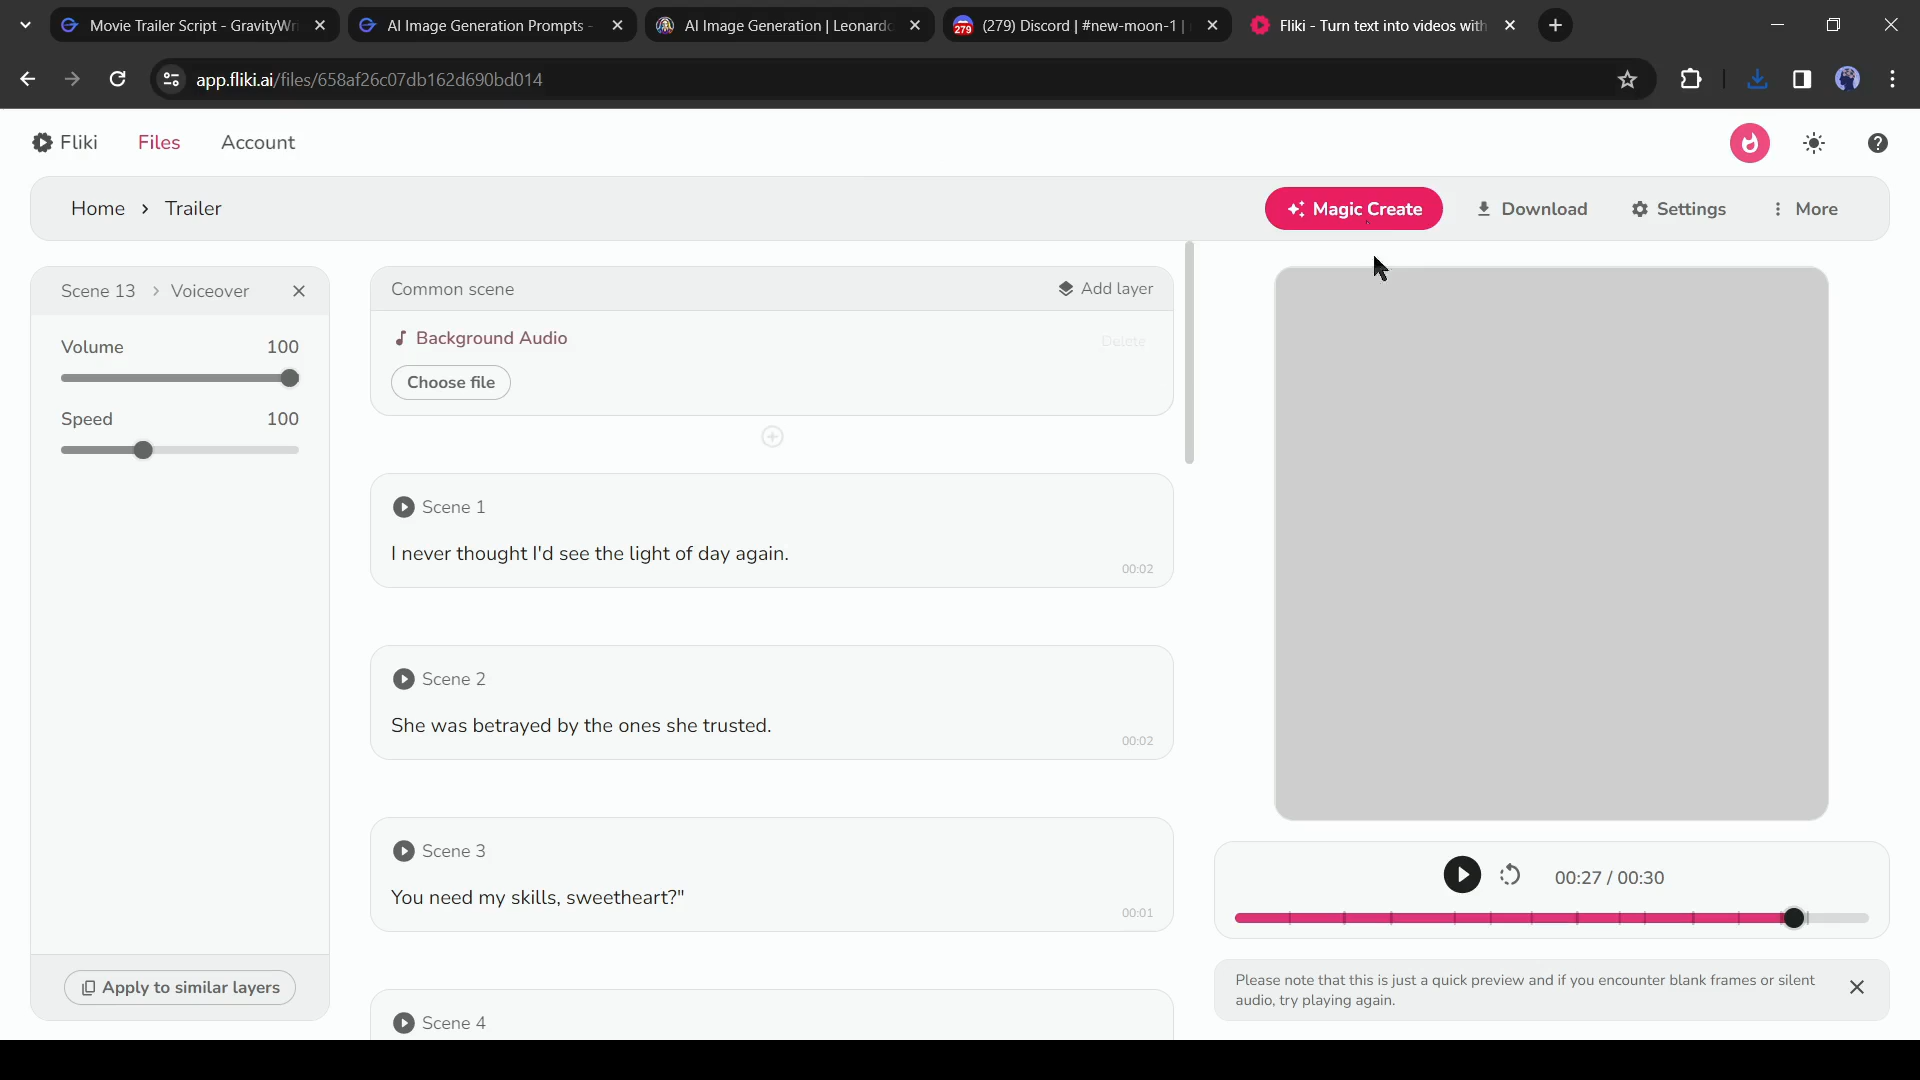 Movie Trailer Script - GravityWr
AI Image Generation Prompts -
AI Image Generation | Leonardo
(279) Discord | #new-moon-1 |
Fliki - Turn text into videos with
279
app.fliki.ai/files/658af26c07db162d690bd014
Fliki
Files
Account
Home > Trailer
Magic Create
Download
Settings
More
Scene 13 > Voiceover
Volume 100
Speed 100
Apply to similar layers
Common scene
Add layer
Background Audio
Delete
Choose file
Scene 1
I never thought I'd see the light of day again.
00:02
Scene 2
She was betrayed by the ones she trusted.
00:02
Scene 3
You need my skills, sweetheart?"
00:01
Scene 4
00:27 / 00:30
Please note that this is just a quick preview and if you encounter blank frames or silent
audio, try playing again.